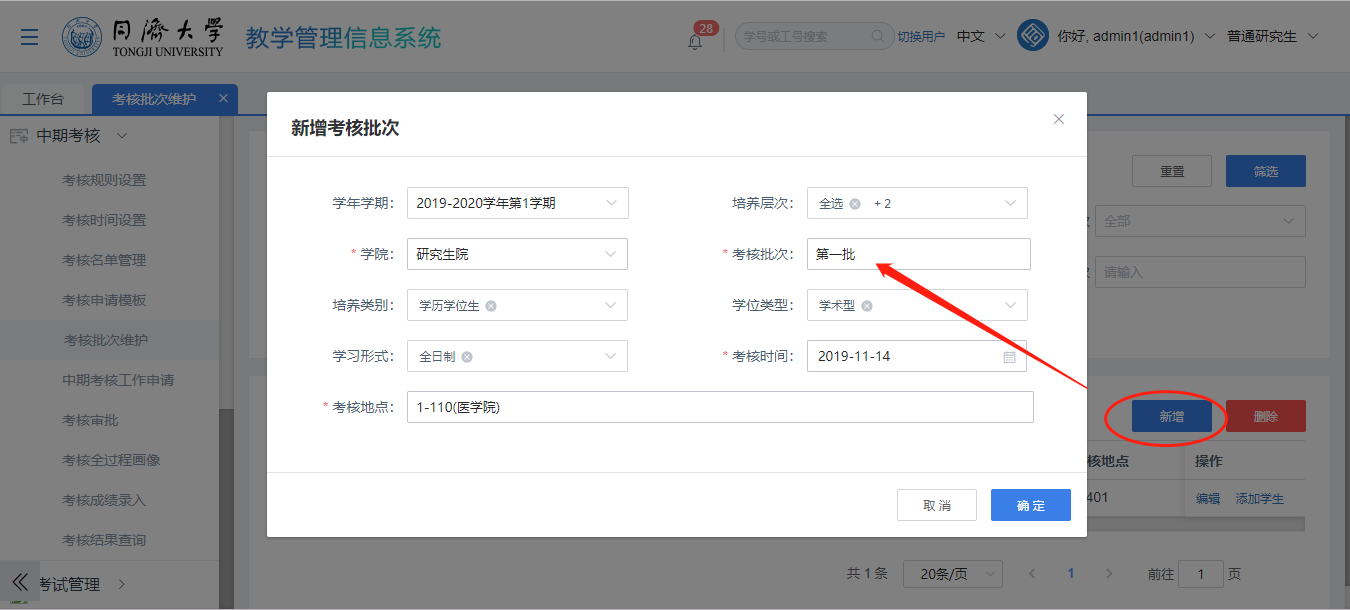 同济大学
TONGJI UNIVERSITY
教学管理信息系统
28
学号或工号搜索
切换用户
中文
你好, admin1(admin1)
普通研究生
工作台
考核批次维护
中期考核
考核规则设置
考核时间设置
考核名单管理
考核申请模板
考核批次维护
中期考核工作申请
考核审批
考核全过程画像
考核成绩录入
考核结果查询
考试管理
重置
筛选
全部
请输入
新增考核批次
学年学期: 2019-2020学年第1学期
培养层次: 全选 + 2
* 学院: 研究生院
* 考核批次: 第一批
培养类别: 学历学位生
学位类型: 学术型
学习形式: 全日制
* 考核时间: 2019-11-14
* 考核地点: 1-110(医学院)
取消
确定
新增
删除
核地点
操作
401
编辑
添加学生
共 1 条
20条/页
1
前往 1 页